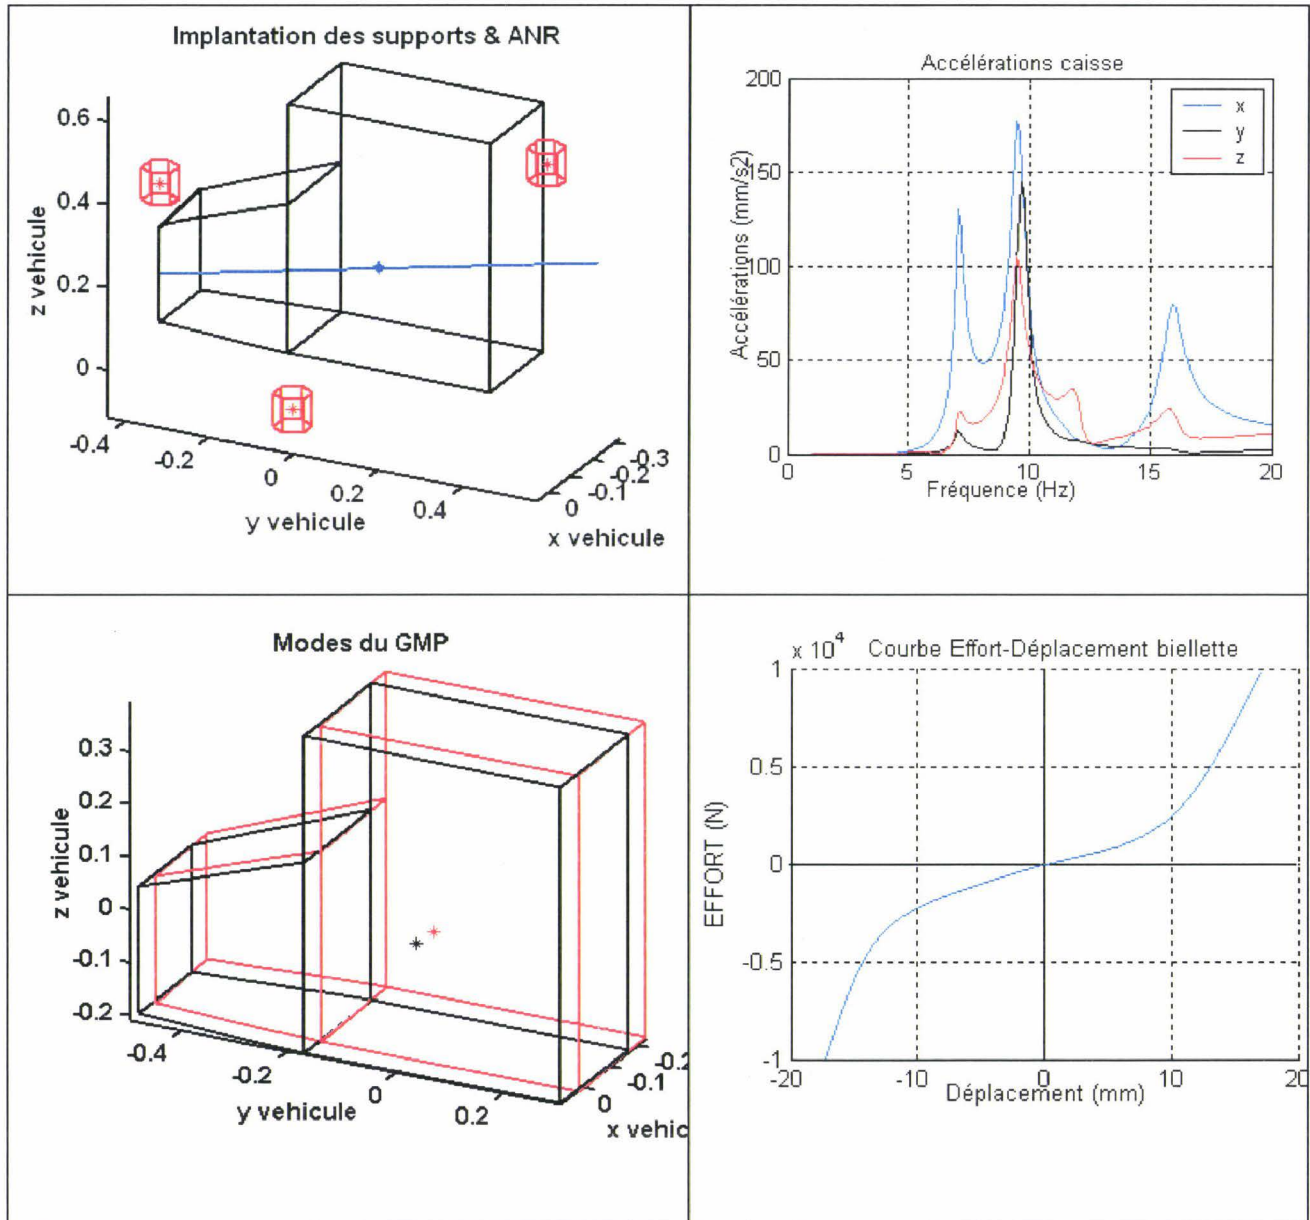 Implantation des supports & ANR
0.6
0.4
0.2
0
z vehicule
-0.4
-0.2
0
0.2
0.4
y vehicule
-0.3
-0.2
-0.1
0
x vehicule
Accélérations caisse
200
150
100
50
0
Accélérations (mm/s2)
x
y
z
0
5
10
15
20
Fréquence (Hz)
Modes du GMP
0.3
0.2
0.1
0
-0.1
-0.2
z vehicule
-0.4
-0.2
0
0.2
y vehicule
-0.2
-0.1
0
x vehic
x 10⁴
Courbe Effort-Déplacement biellette
1
0.5
0
-0.5
-1
EFFORT (N)
-20
-10
0
10
20
Déplacement (mm)